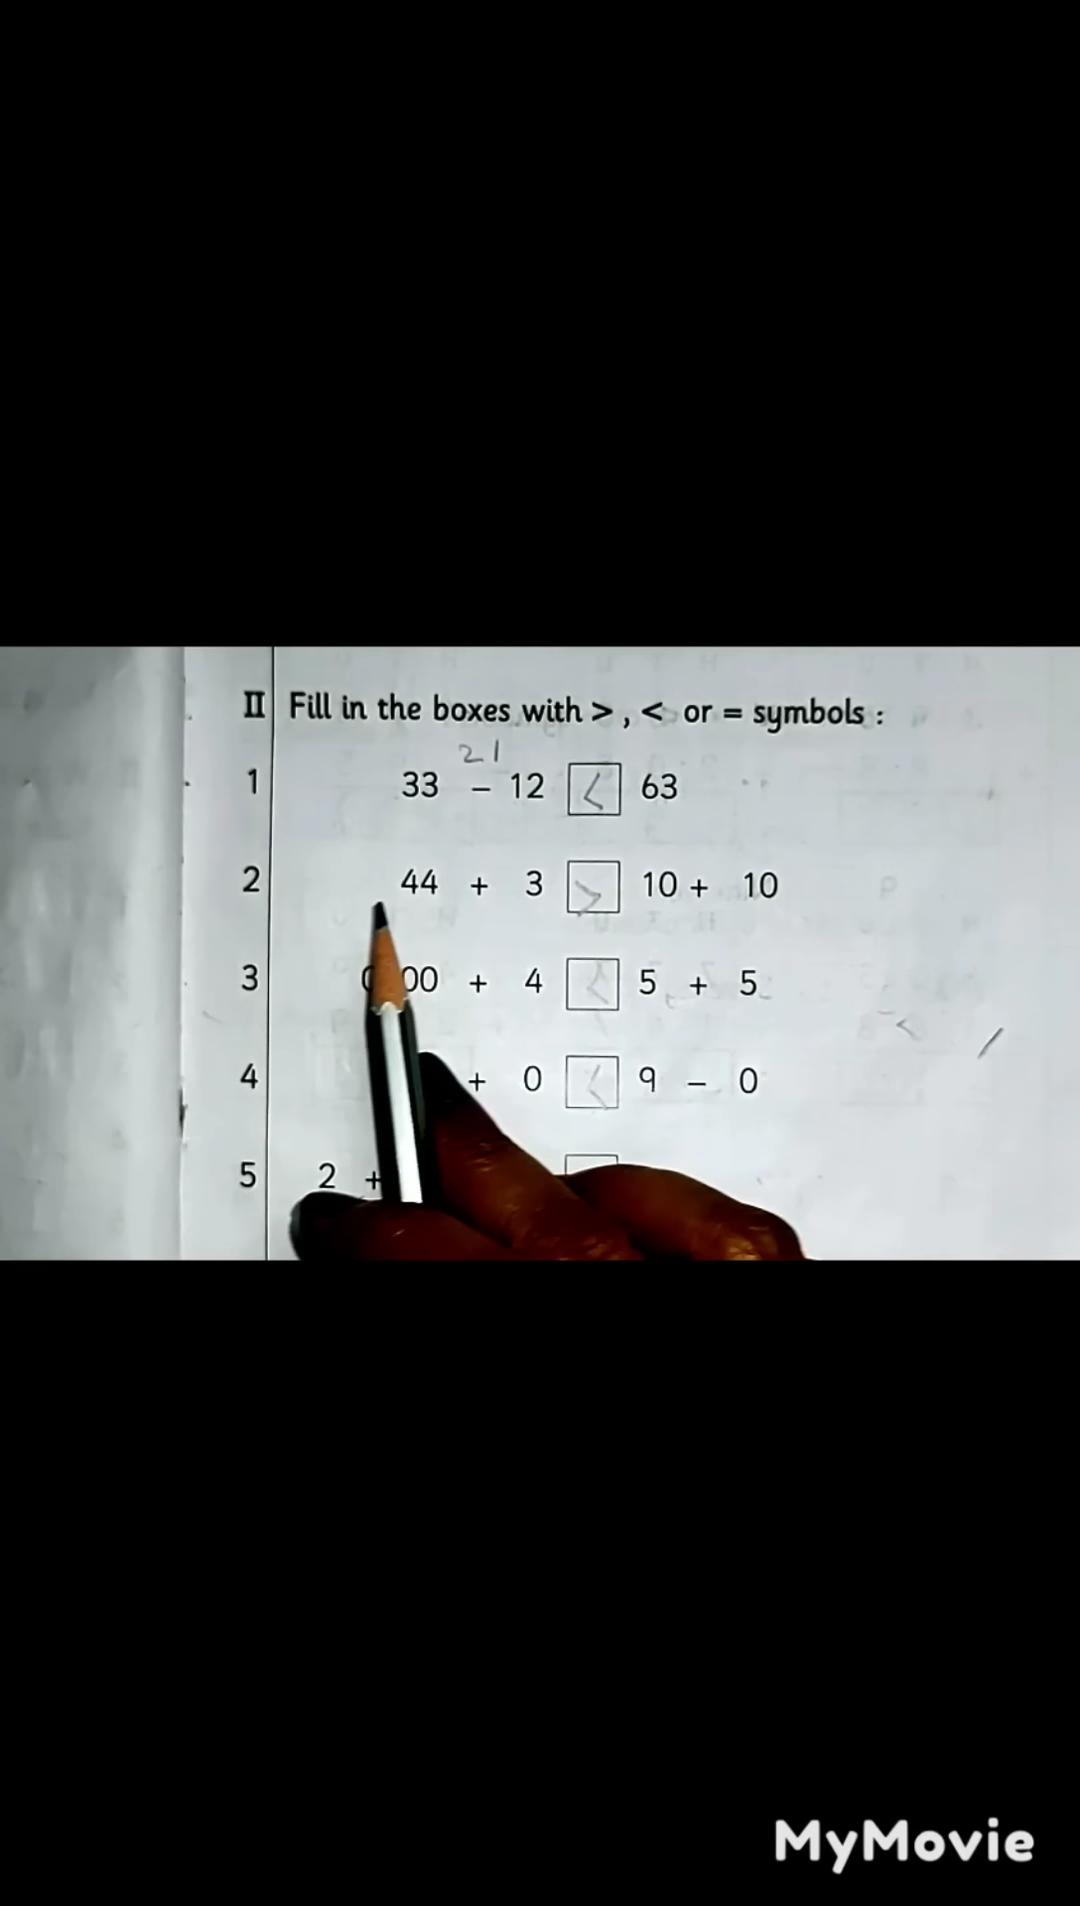 II Fill in the boxes with > , < or = symbols :
21
1 33 − 12 < 63
2 44 + 3 > 10 + 10
3 00 + 4 < 5 + 5
4 + 0 < 9 − 0
5 2 +
MyMovie